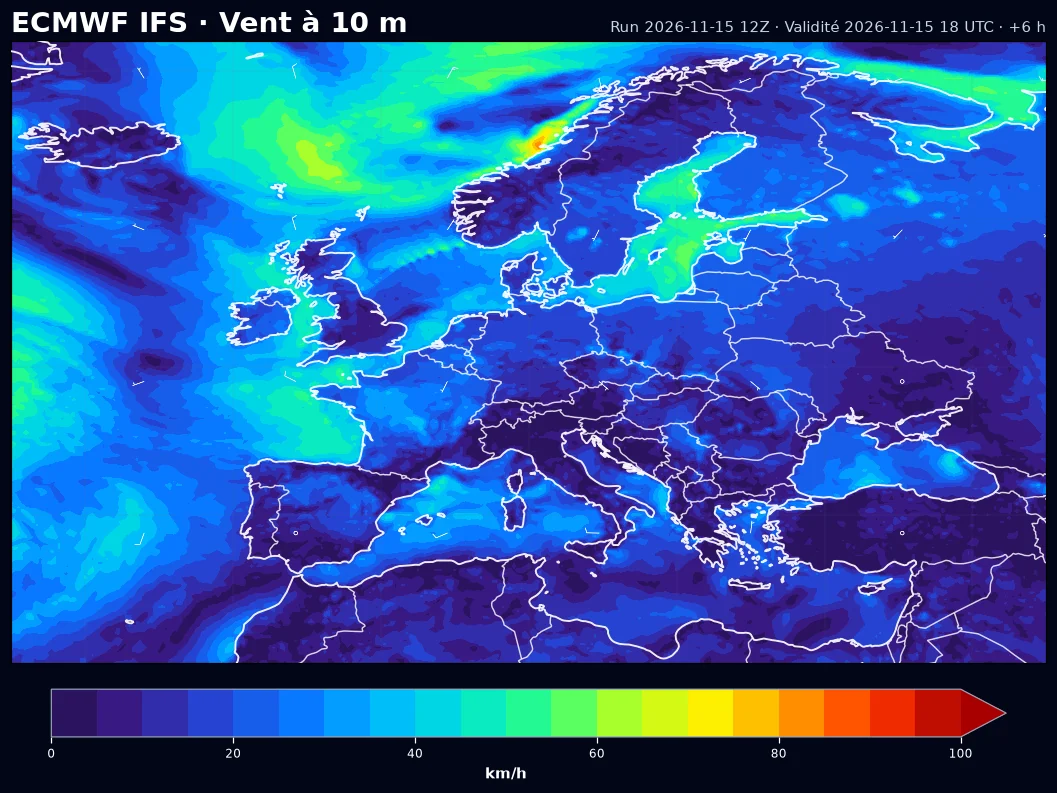 ECMWF IFS · Vent à 10 m
Run 2026-11-15 12Z · Validité 2026-11-15 18 UTC · +6 h
0 20 40 60 80 100
km/h